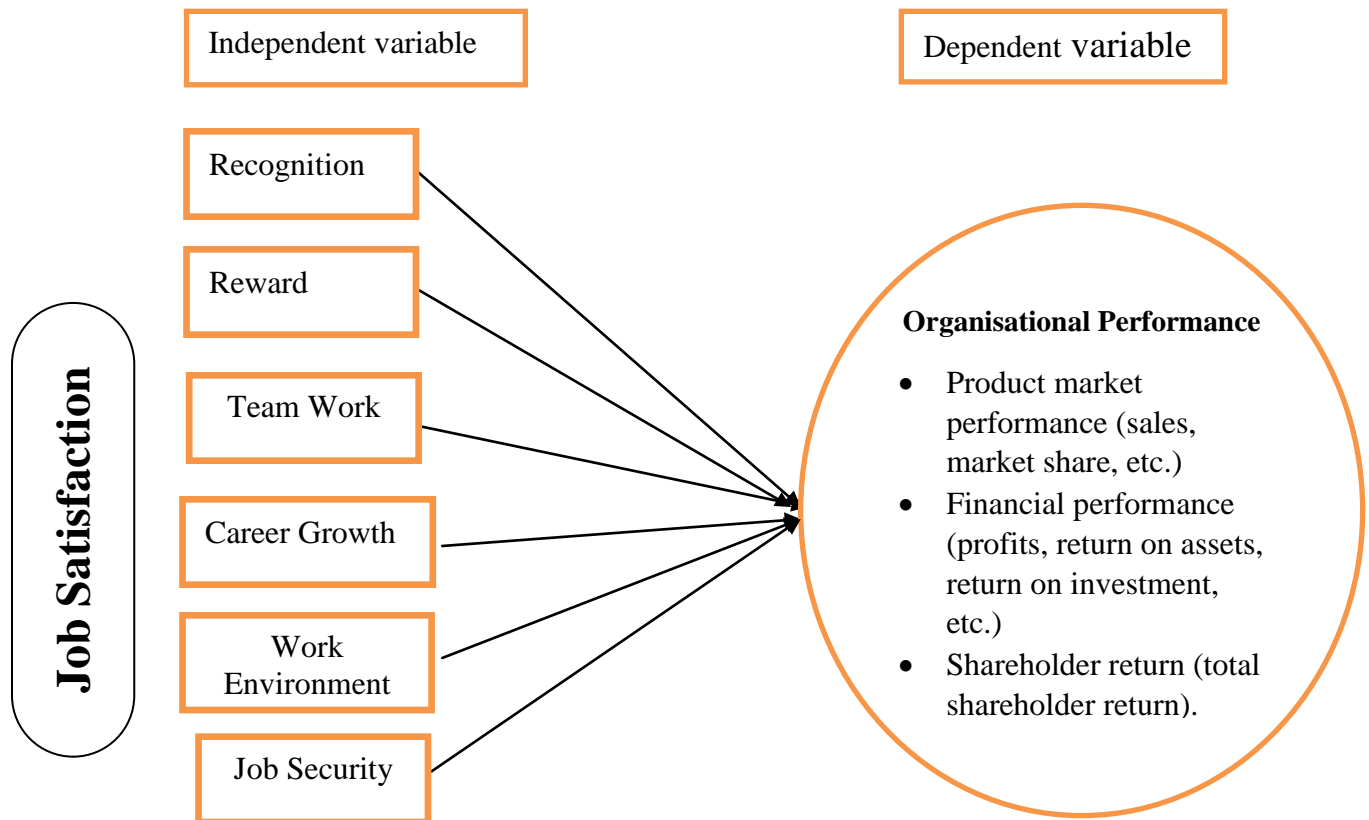 Independent variable
Dependent variable
Recognition
Reward
Team Work
Career Growth
Work
Environment
Job Security
Job Satisfaction
Organisational Performance
• Product market
performance (sales,
market share, etc.)
• Financial performance
(profits, return on assets,
return on investment,
etc.)
• Shareholder return (total
shareholder return).